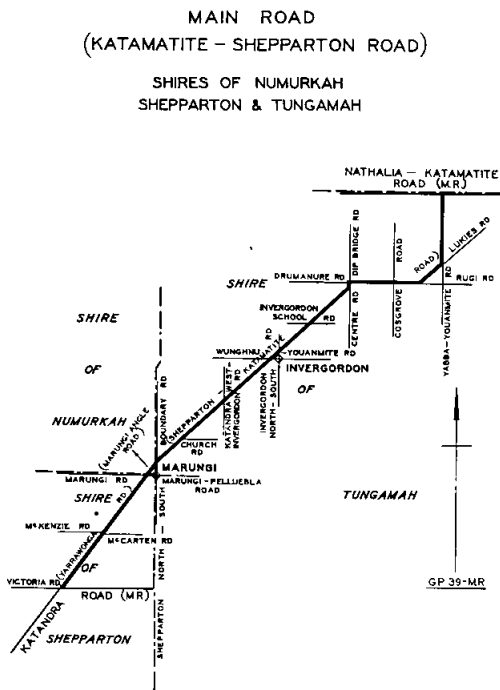 MAIN ROAD
(KATAMATITE – SHEPPARTON ROAD)
SHIRES OF NUMURKAH
SHEPPARTON & TUNGAMAH
NATHALIA – KATAMATITE
ROAD (M.R.)
LUKIES RD
ROAD)
DIP BRIDGE RD
ROAD
COSGROVE
DRUMANURE RD
RUGI RD
SHIRE
CENTRE RD
YABBA-YOUANMITE RD
INVERGORDON
SCHOOL RD
SHIRE
WUNGHNU RD
YOUANMITE RD
INVERGORDON
OF
(SHEPPARTON – KATAMATITE
KATANDRA WEST-
INVERGORDON RD
INVERGORDON
NORTH-SOUTH
OF
BOUNDARY RD
NUMURKAH
(MARUNGI ANGLE
ROAD)
CHURCH
RD
MARUNGI
MARUNGI RD
MARUNGI-PELLUEBLA
ROAD
SHIRE
TUNGAMAH
(YARRAWONGA RD)
McKENZIE RD
McCARTEN RD
OF
SHEPPARTON NORTH – SOUTH
VICTORIA RD
ROAD (MR)
GP 39-MR
KATANDRA
SHEPPARTON